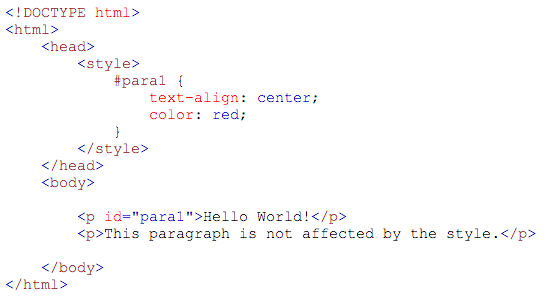 <!DOCTYPE html>
<html>
    <head>
        <style>
            #para1 {
                text-align: center;
                color: red;
            }
        </style>
    </head>
    <body>

        <p id="para1">Hello World!</p>
        <p>This paragraph is not affected by the style.</p>

    </body>
</html>